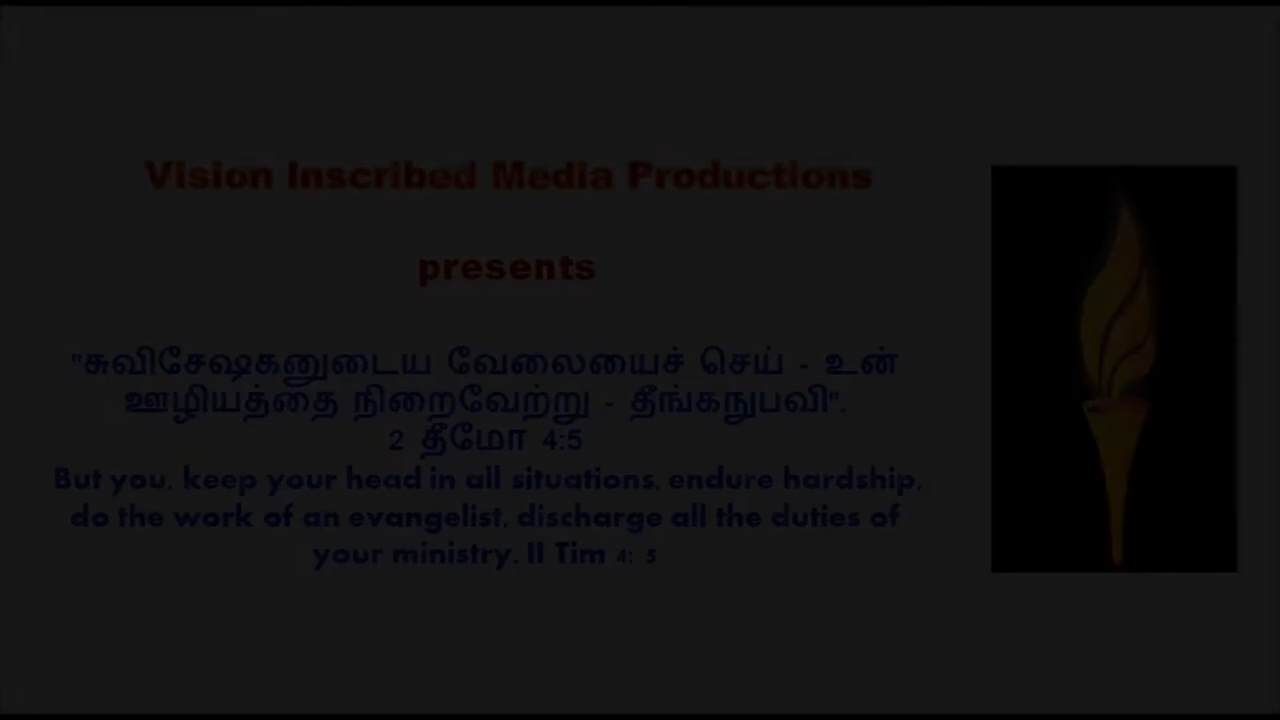 Vision Inscribed Media Productions
presents
"சுவிசேஷகனுடைய வேலையைச் செய் - உன்
ஊழியத்தை நிறைவேற்று - தீங்கநுபவி".
2 தீமோ 4:5
But you, keep your head in all situations, endure hardship,
do the work of an evangelist, discharge all the duties of
your ministry. II Tim 4: 5